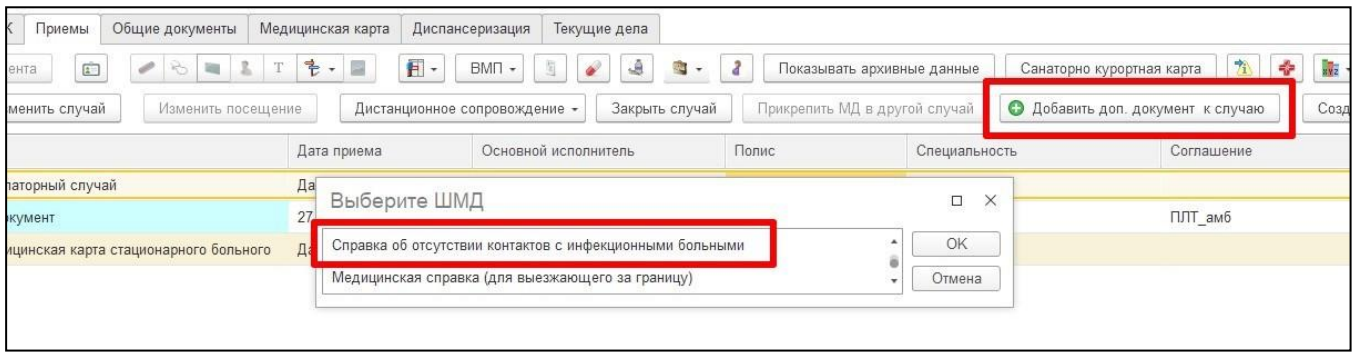 К Приемы Общие документы Медицинская карта Диспансеризация Текущие дела
ента Т ВМП Показывать архивные данные Санаторно курортная карта
менить случай Изменить посещение Дистанционное сопровождение Закрыть случай Прикрепить МД в другой случай Добавить доп. документ к случаю Созд
Дата приема Основной исполнитель Полис Специальность Соглашение
латорный случай Да
Выберите ШМД
окумент 27 ПЛТ_амб
Справка об отсутствии контактов с инфекционными больными OK
ицинская карта стационарного больного Да
Медицинская справка (для выезжающего за границу) Отмена